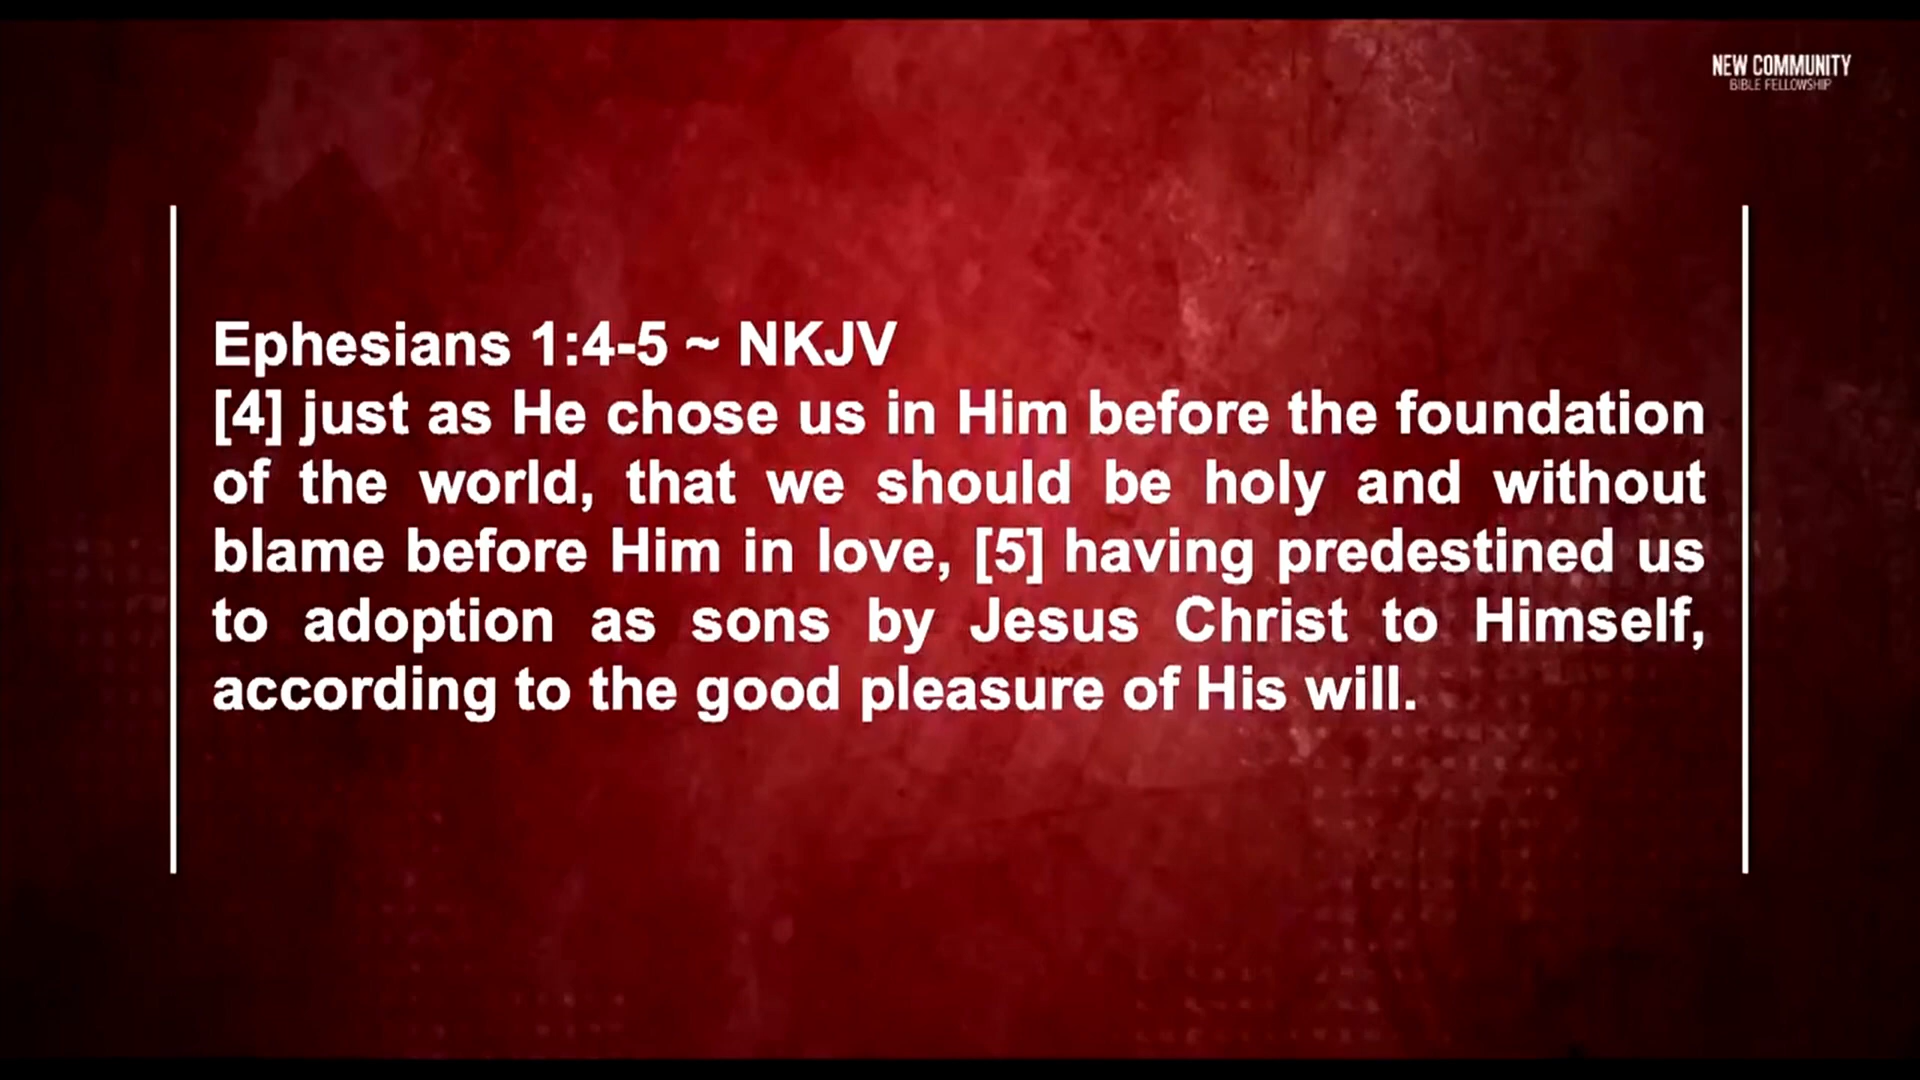 NEW COMMUNITY
BIBLE FELLOWSHIP
Ephesians 1:4-5 ~ NKJV
[4] just as He chose us in Him before the foundation
of the world, that we should be holy and without
blame before Him in love, [5] having predestined us
to adoption as sons by Jesus Christ to Himself,
according to the good pleasure of His will.